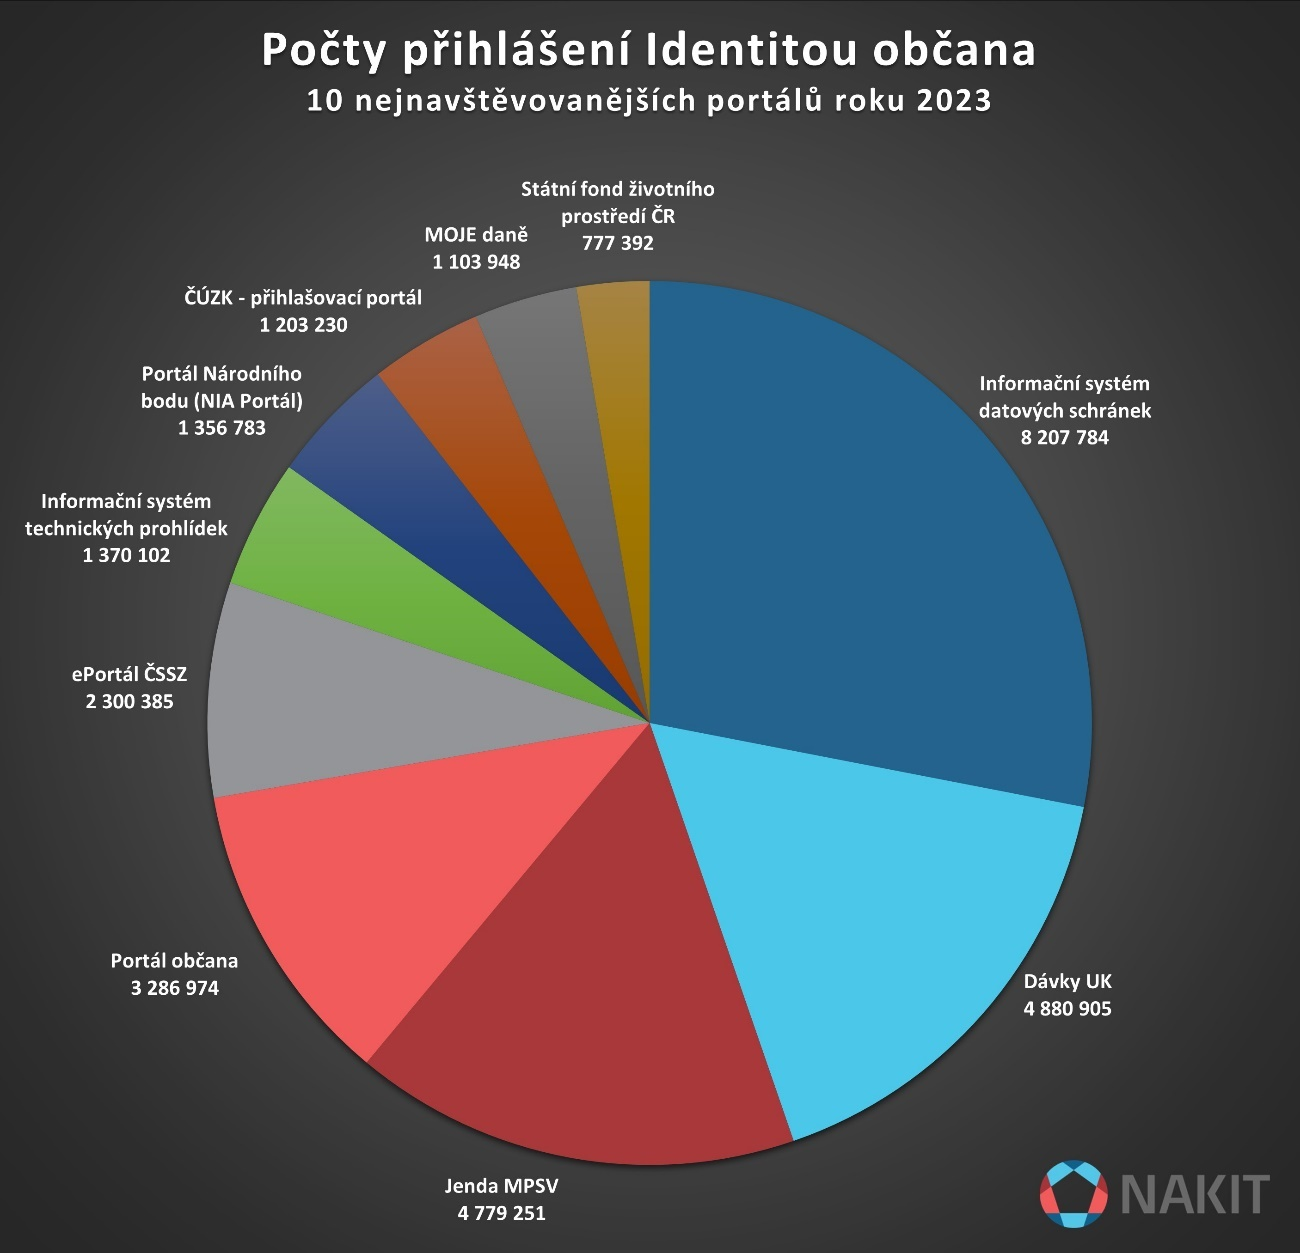 Počty přihlášení Identitou občana
10 nejnavštěvovanějších portálů roku 2023
Státní fond životního
prostředí ČR
777 392
MOJE daně
1 103 948
ČÚZK - přihlašovací portál
1 203 230
Portál Národního
bodu (NIA Portál)
1 356 783
Informační systém
technických prohlídek
1 370 102
ePortál ČSSZ
2 300 385
Portál občana
3 286 974
Jenda MPSV
4 779 251
Dávky UK
4 880 905
Informační systém
datových schránek
8 207 784
NAKIT